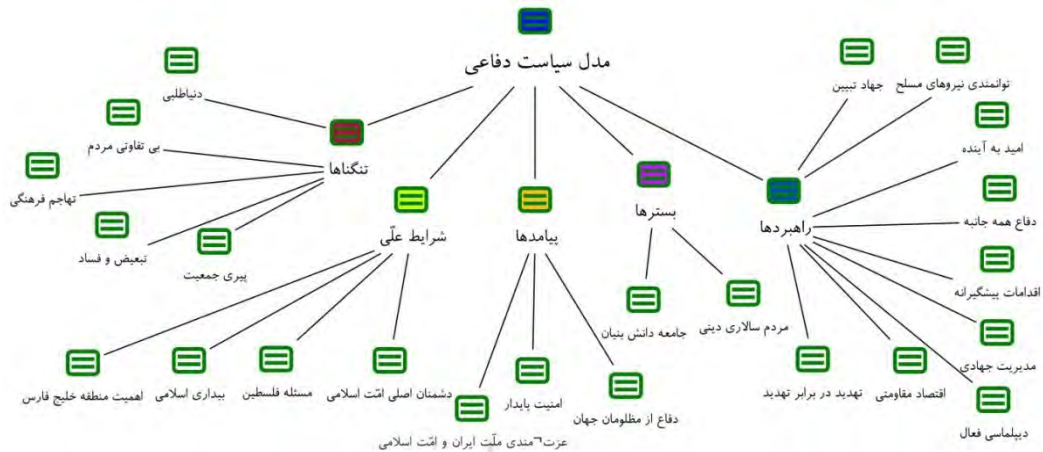 مدل سیاست دفاعی
توانمندی نیروهای مسلح
جهاد تبیین
امید به آینده
دفاع همه جانبه
اقدامات پیشگیرانه
مدیریت جهادی
دیپلماسی فعال
اقتصاد مقاومتی
تهدید در برابر تهدید
راهبردها
بسترها
مردم سالاری دینی
جامعه دانش بنیان
پیامدها
دفاع از مظلومان جهان
امنیت پایدار
عزت¬مندی ملّت ایران و امّت اسلامی
شرایط علّی
دشمنان اصلی امّت اسلامی
مسئله فلسطین
بیداری اسلامی
اهمیت منطقه خلیج فارس
تنگناها
دنیاطلبی
بی تفاوتی مردم
تهاجم فرهنگی
تبعیض و فساد
پیری جمعیت